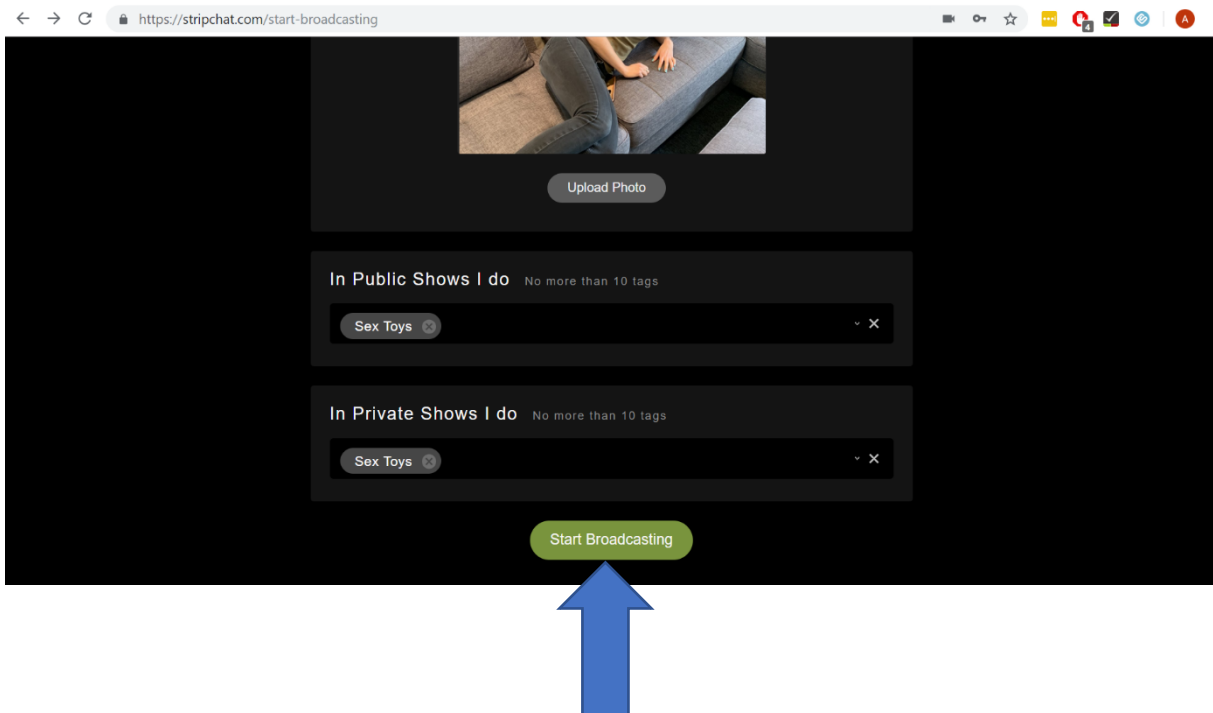 https://stripchat.com/start-broadcasting
4
A
Upload Photo
In Public Shows I do No more than 10 tags
Sex Toys
In Private Shows I do No more than 10 tags
Sex Toys
Start Broadcasting